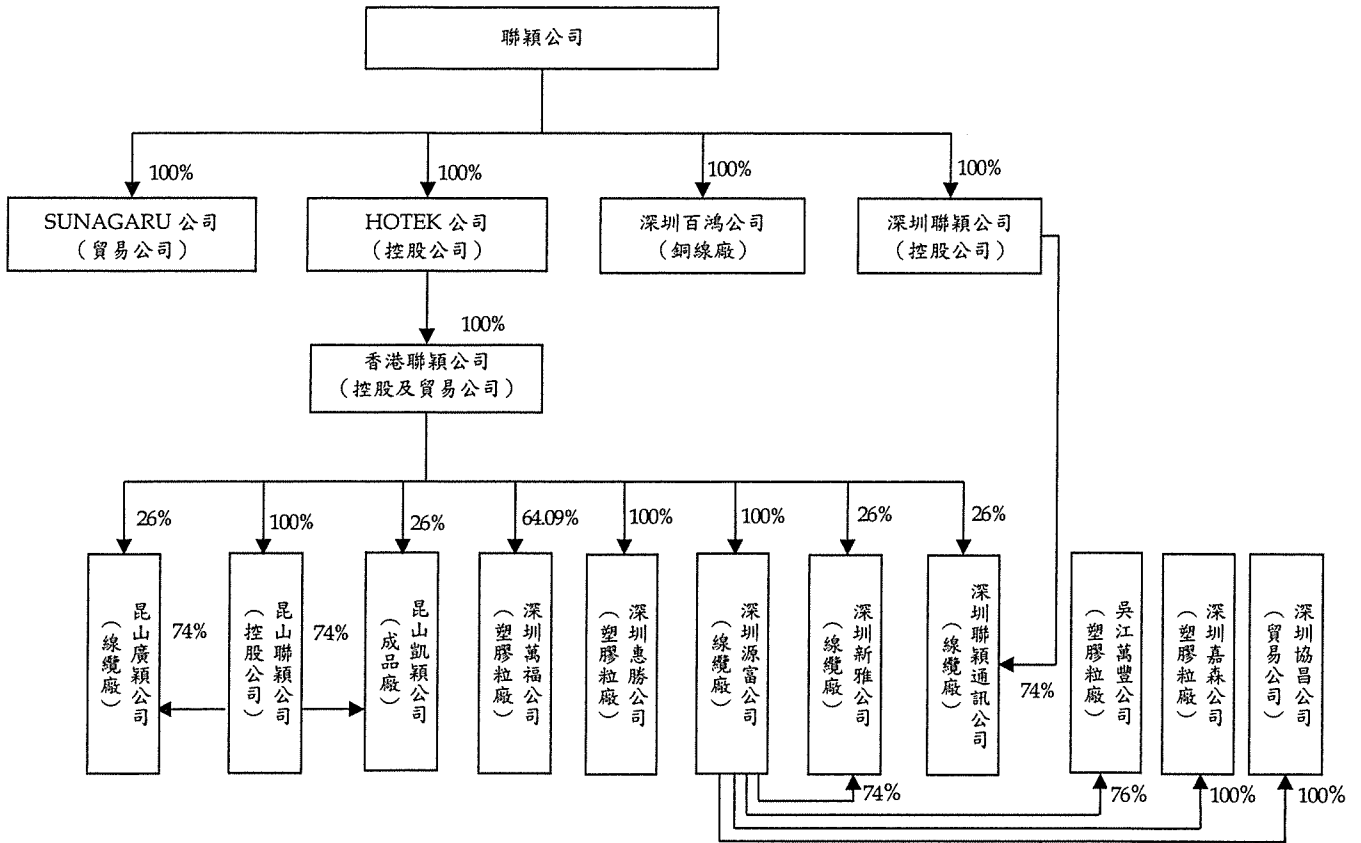 聯穎公司
100%
100%
100%
100%
SUNAGARU 公司
（貿易公司）
HOTEK 公司
（控股公司）
深圳百鴻公司
（銅線廠）
深圳聯穎公司
（控股公司）
100%
香港聯穎公司
（控股及貿易公司）
26%
100%
26%
64.09%
100%
100%
26%
26%
昆山廣穎公司
（線纜廠）
74%
昆山聯穎公司
（控股公司）
74%
昆山凱穎公司
（成品廠）
深圳萬福公司
（塑膠粒廠）
深圳惠勝公司
（塑膠粒廠）
深圳源富公司
（線纜廠）
深圳新雅公司
（線纜廠）
深圳聯穎通訊公司
（線纜廠）
74%
吳江萬豐公司
（塑膠粒廠）
深圳嘉森公司
（塑膠粒廠）
深圳協昌公司
（貿易公司）
74%
76%
100%
100%